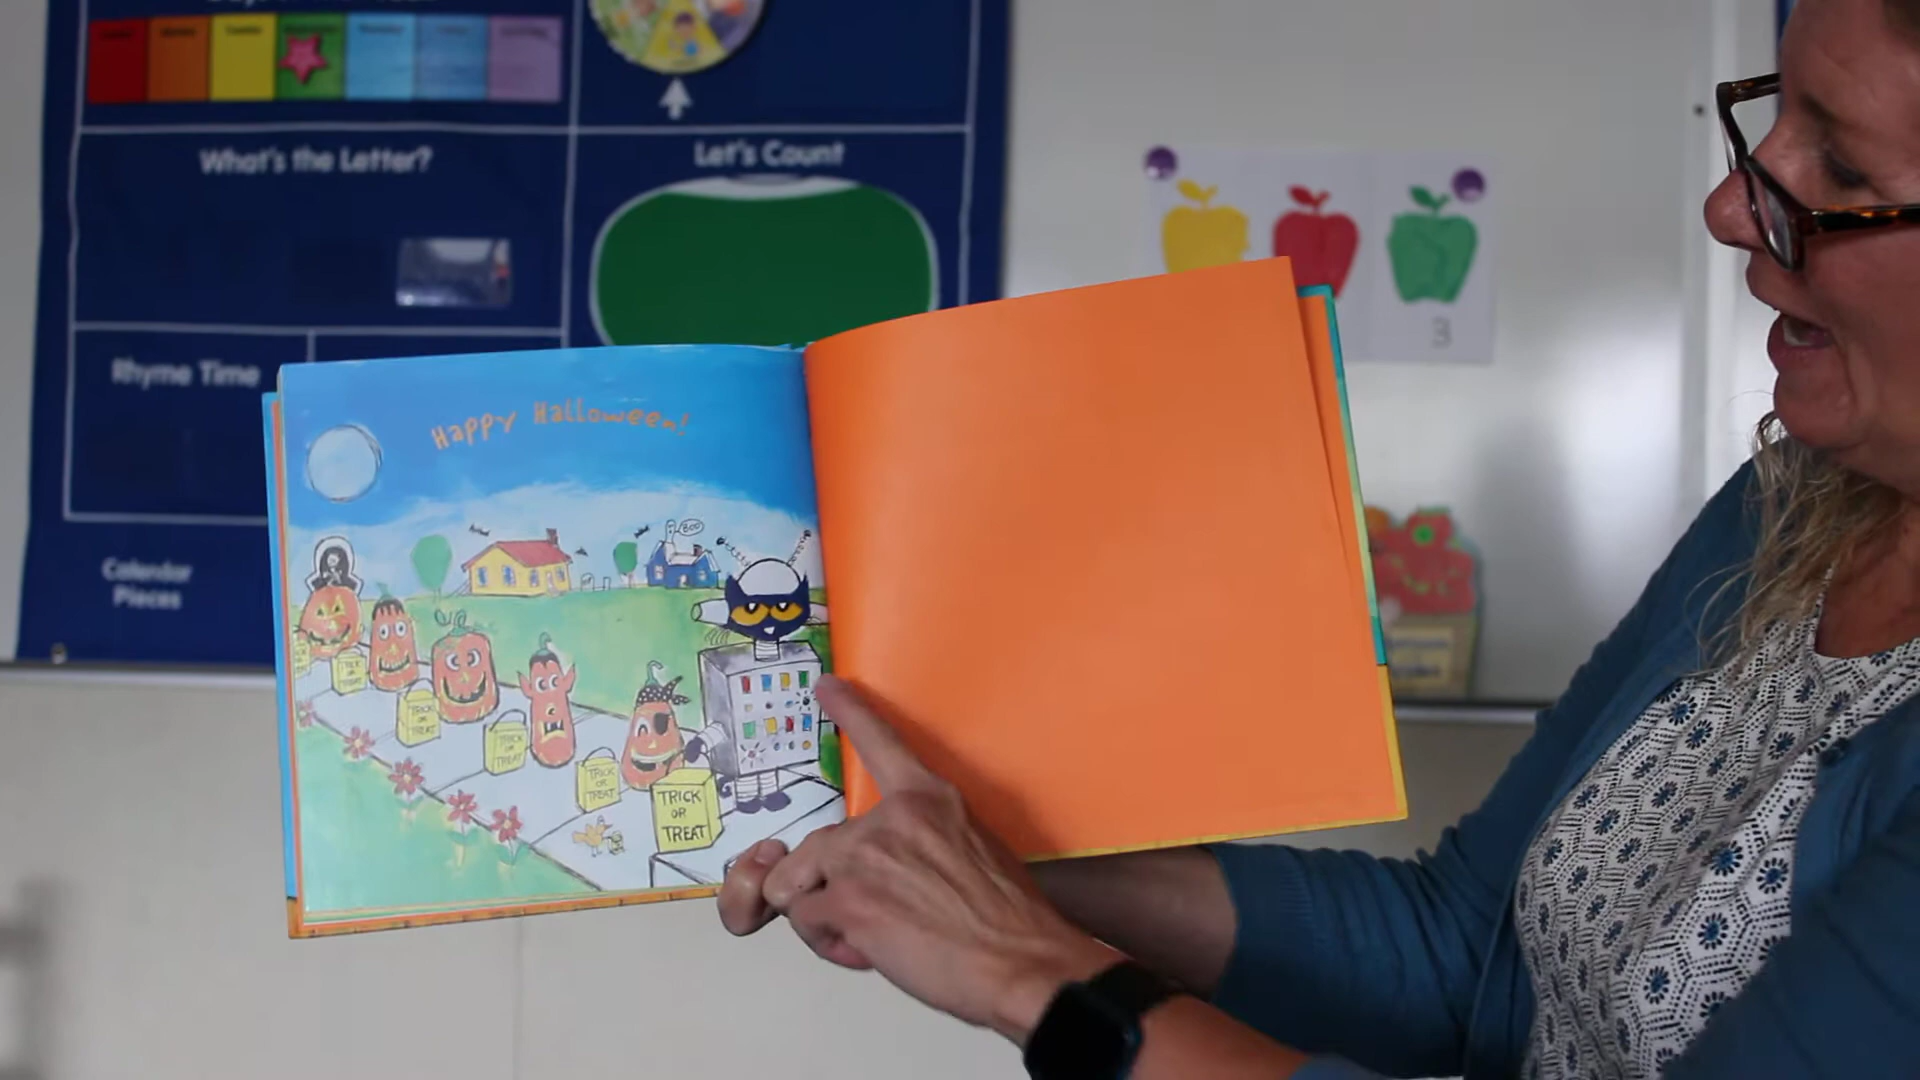 What's the Letter?
Let's Count
Rhyme Time
Calendar
Pieces
3
Happy Halloween!
BOO
TRICK
OR
TREAT
TRICK
OR
TREAT
TRICK
OR
TREAT
TRICK
OR
TREAT
TRICK
OR
TREAT